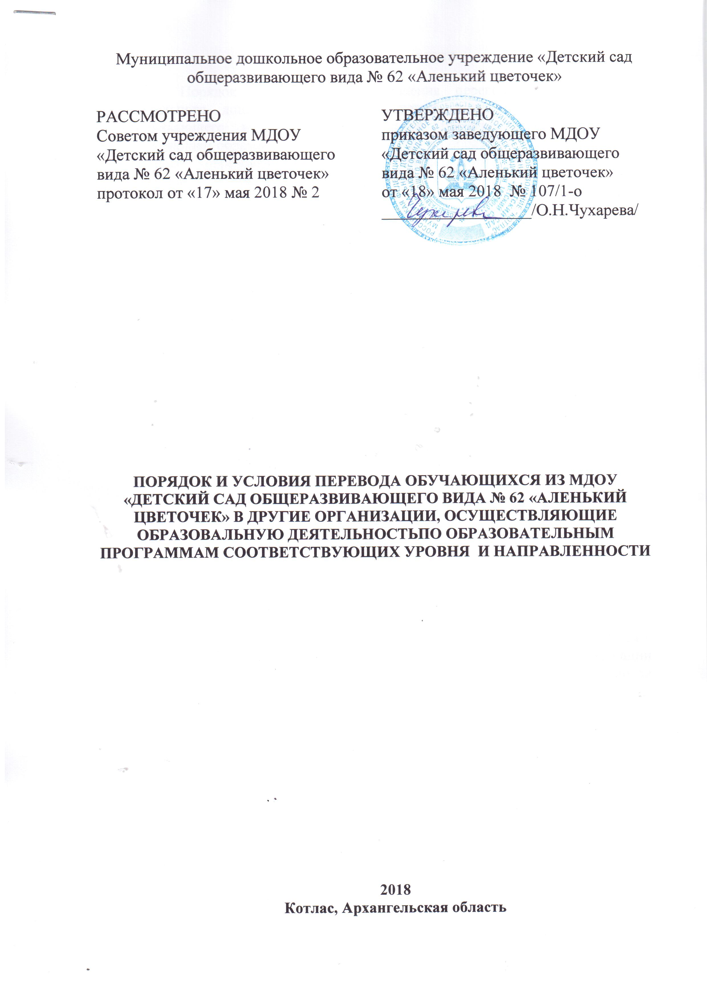 Муниципальное дошкольное образовательное учреждение «Детский сад
общеразвивающего вида № 62 «Аленький цветочек»
РАССМОТРЕНО
Советом учреждения МДОУ
«Детский сад общеразвивающего
вида № 62 «Аленький цветочек»
протокол от «17» мая 2018 № 2
УТВЕРЖДЕНО
приказом заведующего МДОУ
«Детский сад общеразвивающего
вида № 62 «Аленький цветочек»
от «18» мая 2018 № 107/1-о
/О.Н.Чухарева/
ПОРЯДОК И УСЛОВИЯ ПЕРЕВОДА ОБУЧАЮЩИХСЯ ИЗ МДОУ
«ДЕТСКИЙ САД ОБЩЕРАЗВИВАЮЩЕГО ВИДА № 62 «АЛЕНЬКИЙ
ЦВЕТОЧЕК» В ДРУГИЕ ОРГАНИЗАЦИИ, ОСУЩЕСТВЛЯЮЩИЕ
ОБРАЗОВАЛЬНУЮ ДЕЯТЕЛЬНОСТЬПО ОБРАЗОВАТЕЛЬНЫМ
ПРОГРАММАМ СООТВЕТСТВУЮЩИХ УРОВНЯ И НАПРАВЛЕННОСТИ
2018
Котлас, Архангельская область